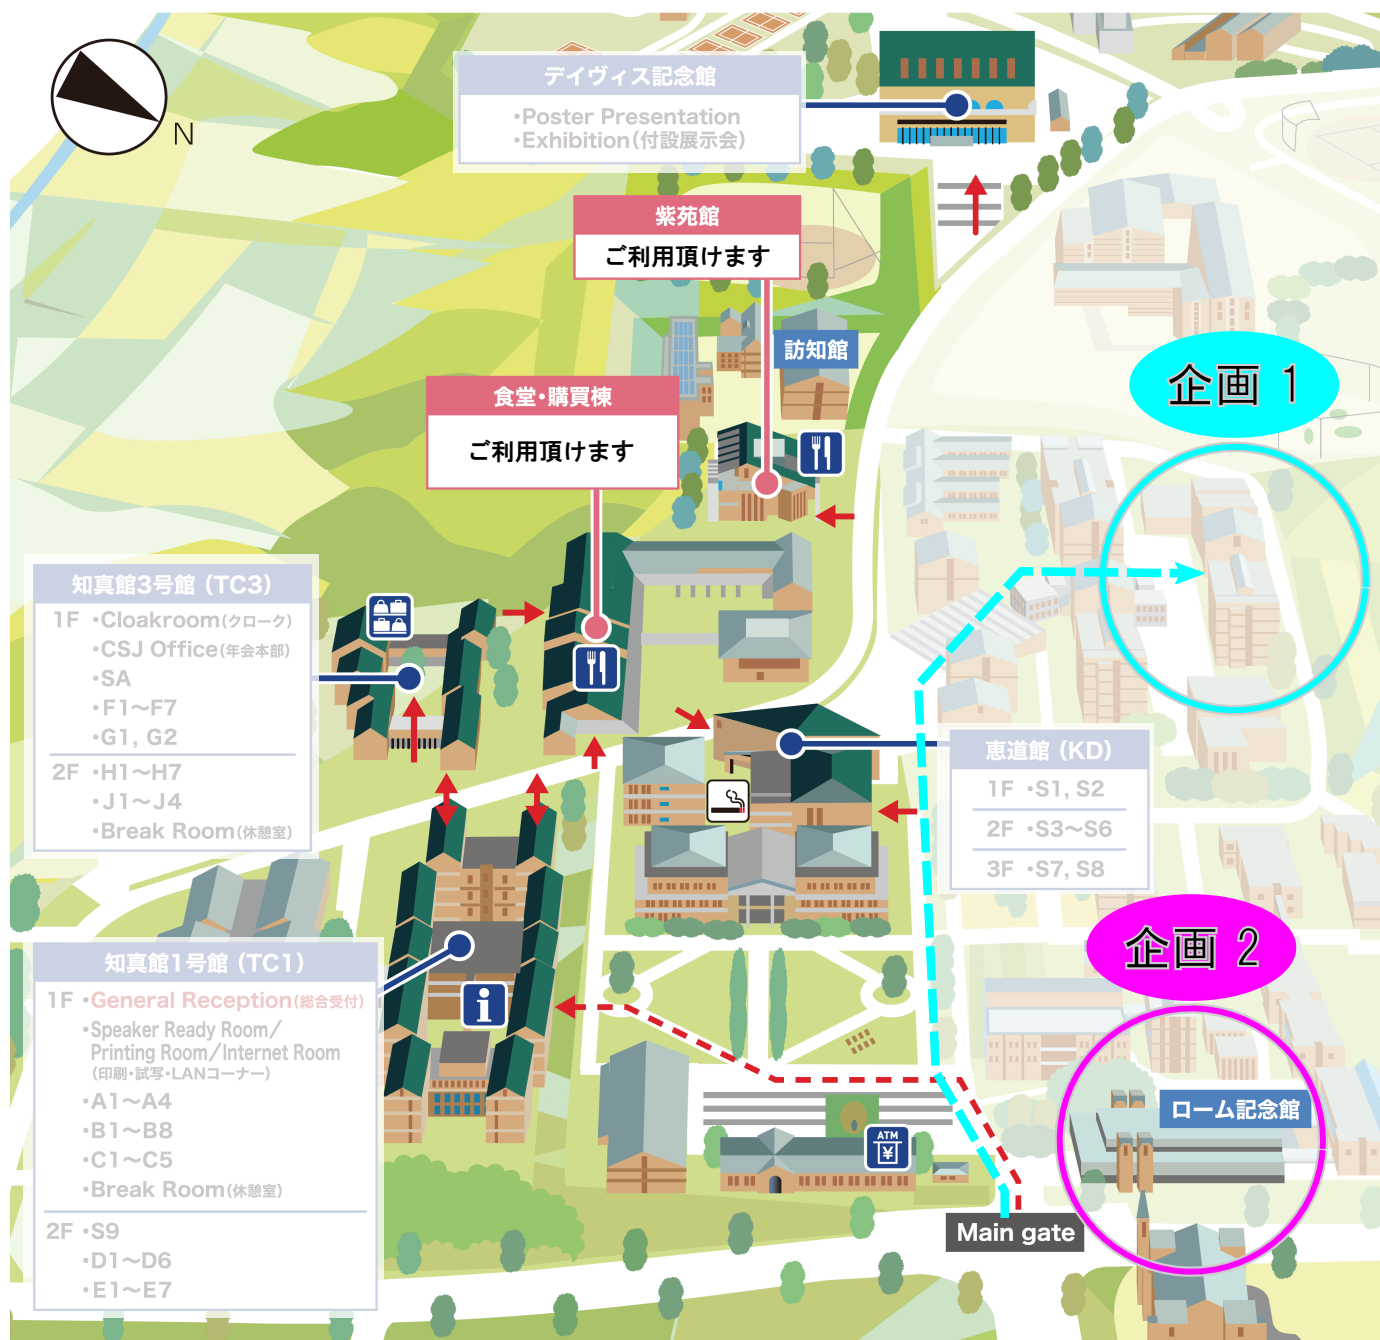 N
デイヴィス記念館
・Poster Presentation
・Exhibition(付設展示会)
紫苑館
ご利用頂けます
訪知館
食堂・購買棟
ご利用頂けます
企画 1
知真館3号館 (TC3)
1F ・Cloakroom(クローク)
・CSJ Office(年会本部)
・SA
・F1～F7
・G1, G2
2F ・H1～H7
・J1～J4
・Break Room(休憩室)
恵道館 (KD)
1F ・S1, S2
2F ・S3～S6
3F ・S7, S8
企画 2
知真館1号館 (TC1)
1F ・General Reception(総合受付)
・Speaker Ready Room/
Printing Room/Internet Room
(印刷・試写・LANコーナー)
・A1～A4
・B1～B8
・C1～C5
・Break Room(休憩室)
2F ・S9
・D1～D6
・E1～E7
i
ローム記念館
ATM
¥
Main gate